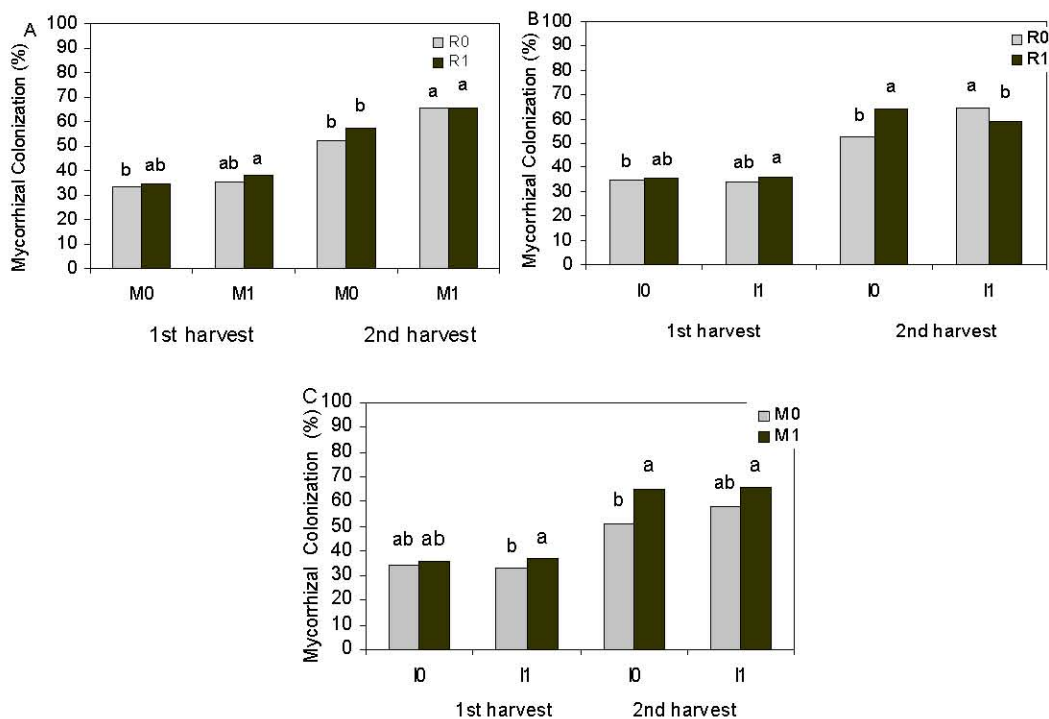 A
Mycorrhizal Colonization (%)
100
90
80
70
60
50
40
30
20
10
0
R0
R1
b ab ab a b b a a
M0 M1 M0 M1
1st harvest 2nd harvest
B
Mycorrhizal Colonization (%)
100
90
80
70
60
50
40
30
20
10
0
R0
R1
b ab ab a b a a b
I0 I1 I0 I1
1st harvest 2nd harvest
C
Mycorrhizal Colonization (%)
100
90
80
70
60
50
40
30
20
10
0
M0
M1
ab ab b a b a ab a
I0 I1 I0 I1
1st harvest 2nd harvest